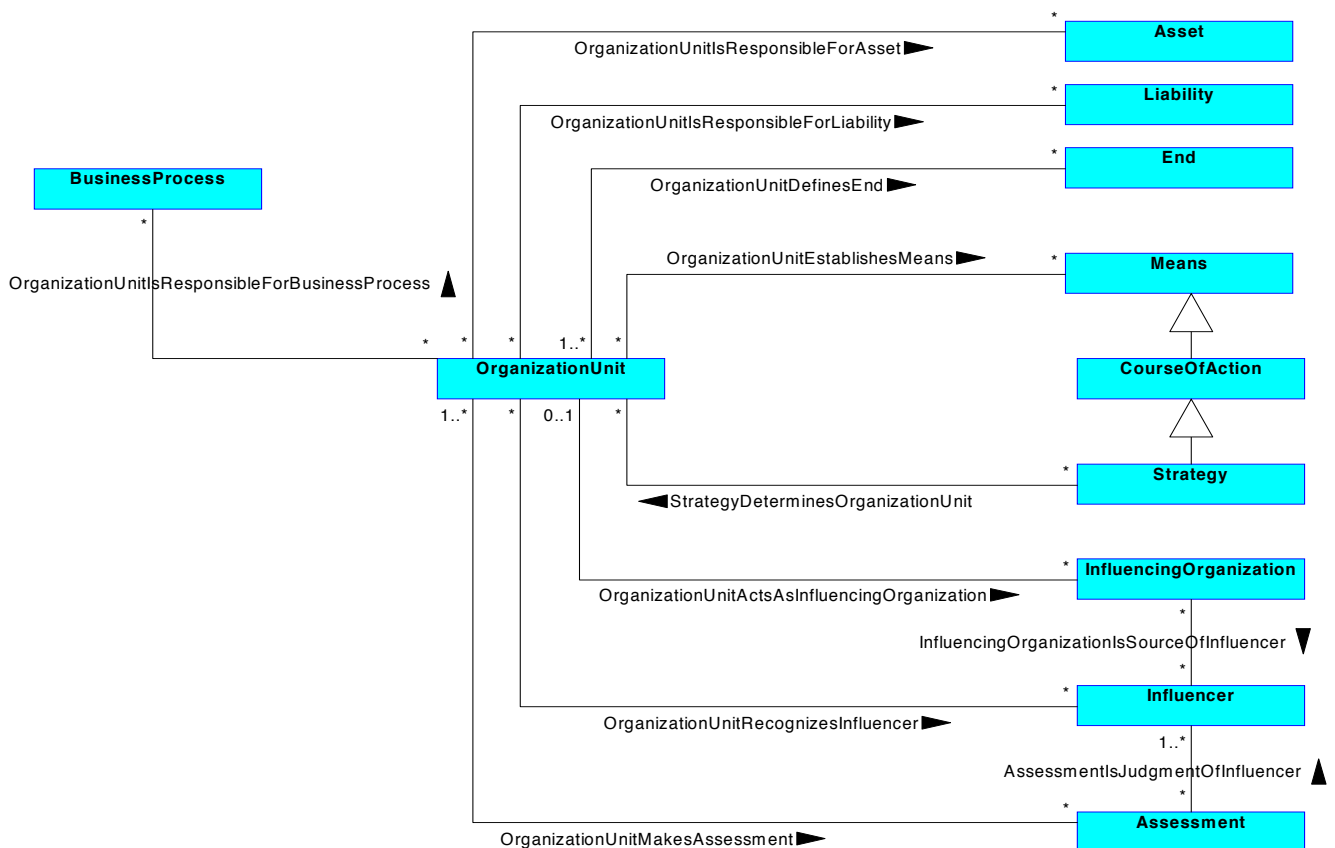 *
Asset
OrganizationUnitIsResponsibleForAsset
*
Liability
OrganizationUnitIsResponsibleForLiability
*
End
OrganizationUnitDefinesEnd
BusinessProcess
*
OrganizationUnitIsResponsibleForBusinessProcess
OrganizationUnitEstablishesMeans
*
Means
* * * 1..* *
OrganizationUnit
CourseOfAction
1..* * 0..1 *
*
Strategy
StrategyDeterminesOrganizationUnit
*
InfluencingOrganization
OrganizationUnitActsAsInfluencingOrganization
*
InfluencingOrganizationIsSourceOfInfluencer
*
*
Influencer
OrganizationUnitRecognizesInfluencer
1..*
AssessmentIsJudgmentOfInfluencer
*
*
Assessment
OrganizationUnitMakesAssessment